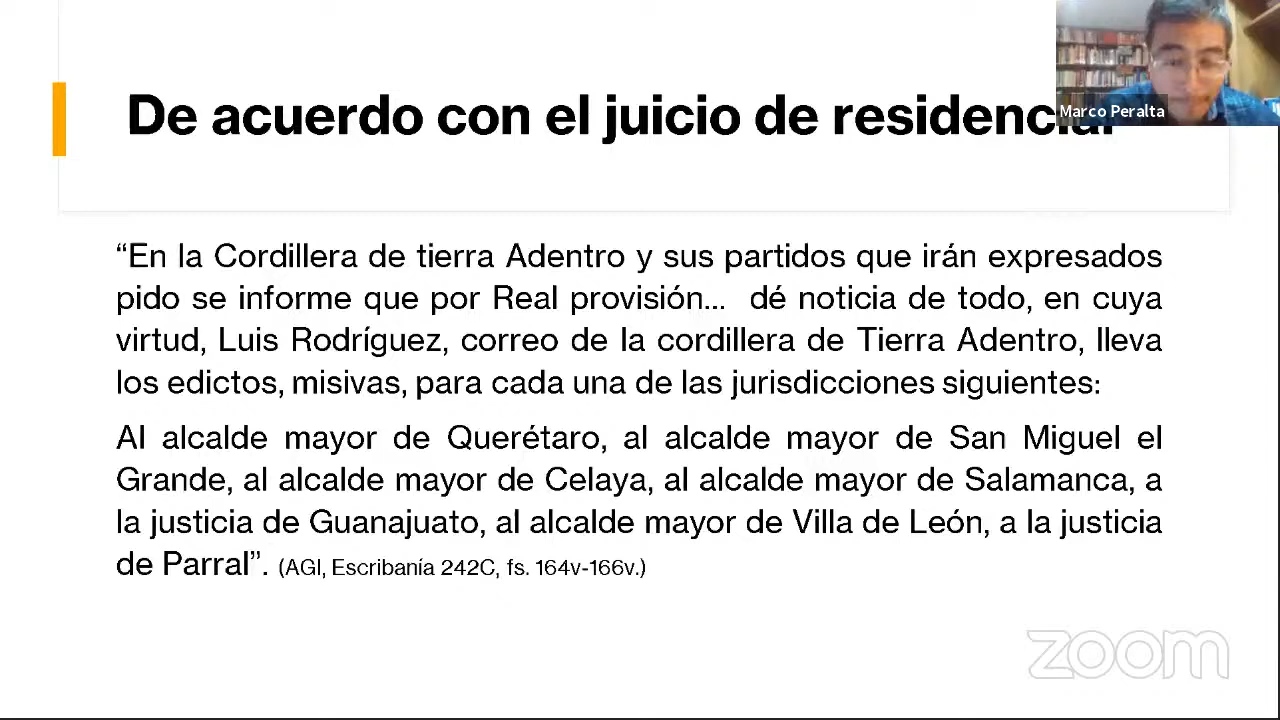 De acuerdo con el juicio de residencia:
Marco Peralta
“En la Cordillera de tierra Adentro y sus partidos que irán expresados
pido se informe que por Real provisión... dé noticia de todo, en cuya
virtud, Luis Rodríguez, correo de la cordillera de Tierra Adentro, lleva
los edictos, misivas, para cada una de las jurisdicciones siguientes:
Al alcalde mayor de Querétaro, al alcalde mayor de San Miguel el
Grande, al alcalde mayor de Celaya, al alcalde mayor de Salamanca, a
la justicia de Guanajuato, al alcalde mayor de Villa de León, a la justicia
de Parral”. (AGI, Escribanía 242C, fs. 164v-166v.)
zoom